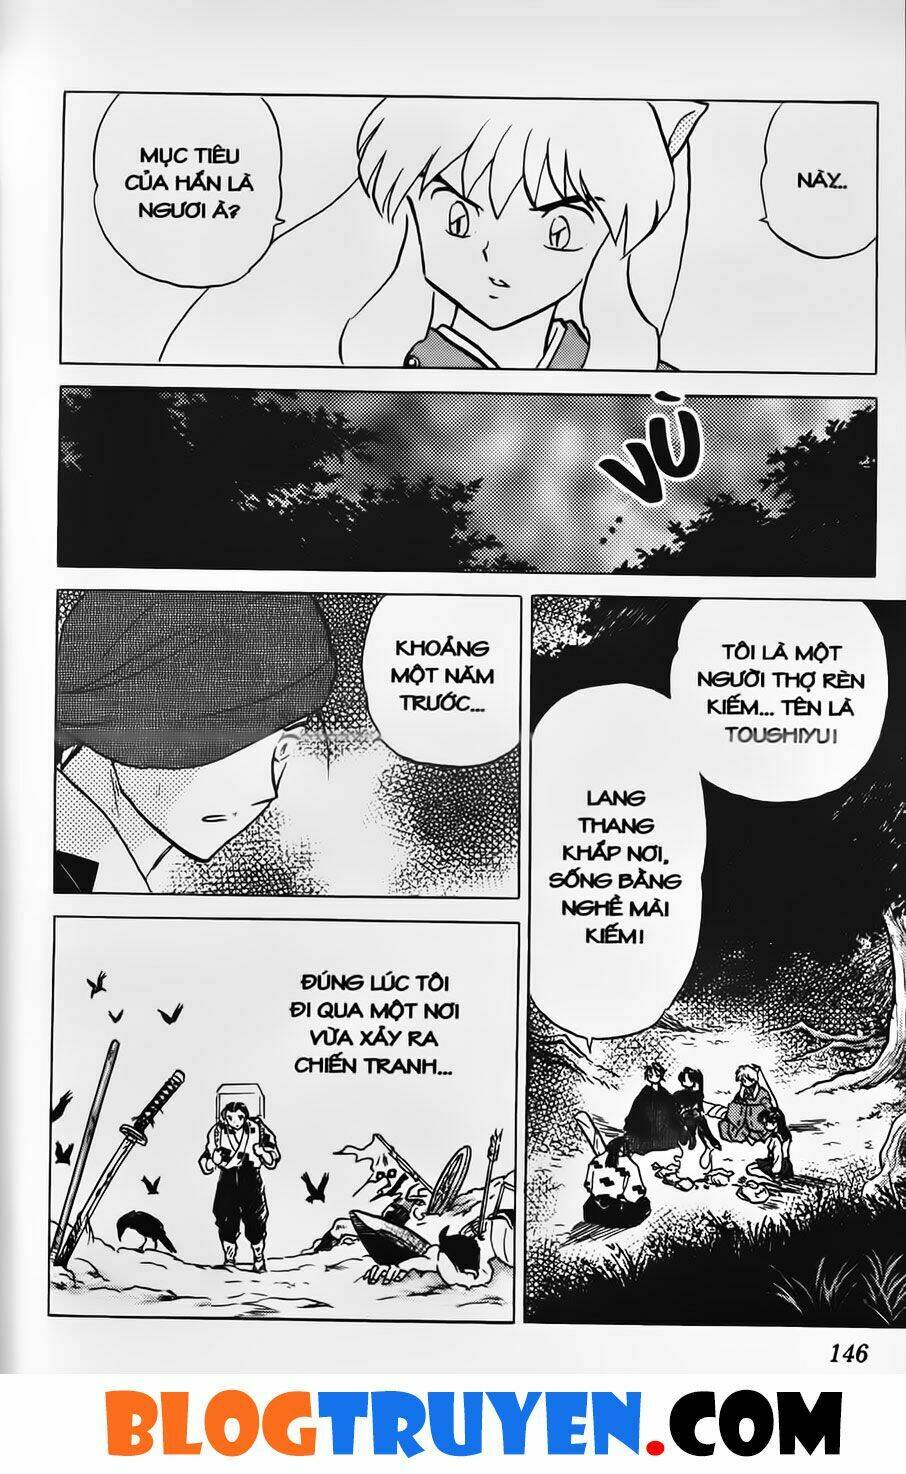 NÀY...
MỤC TIÊU
CỦA HẮN LÀ
NGƯƠI À?
... VÙ
TÔI LÀ MỘT
NGƯỜI THỢ RÈN
KIẾM... TÊN LÀ
TOUSHIYU!
LANG
THANG
KHẮP NƠI,
SỐNG BẰNG
NGHỀ MÀI
KIẾM!
KHOẢNG
MỘT NĂM
TRƯỚC...
ĐÚNG LÚC TÔI
ĐI QUA MỘT NƠI
VỪA XẢY RA
CHIẾN TRANH...
146
BLOGTRUYEN.COM